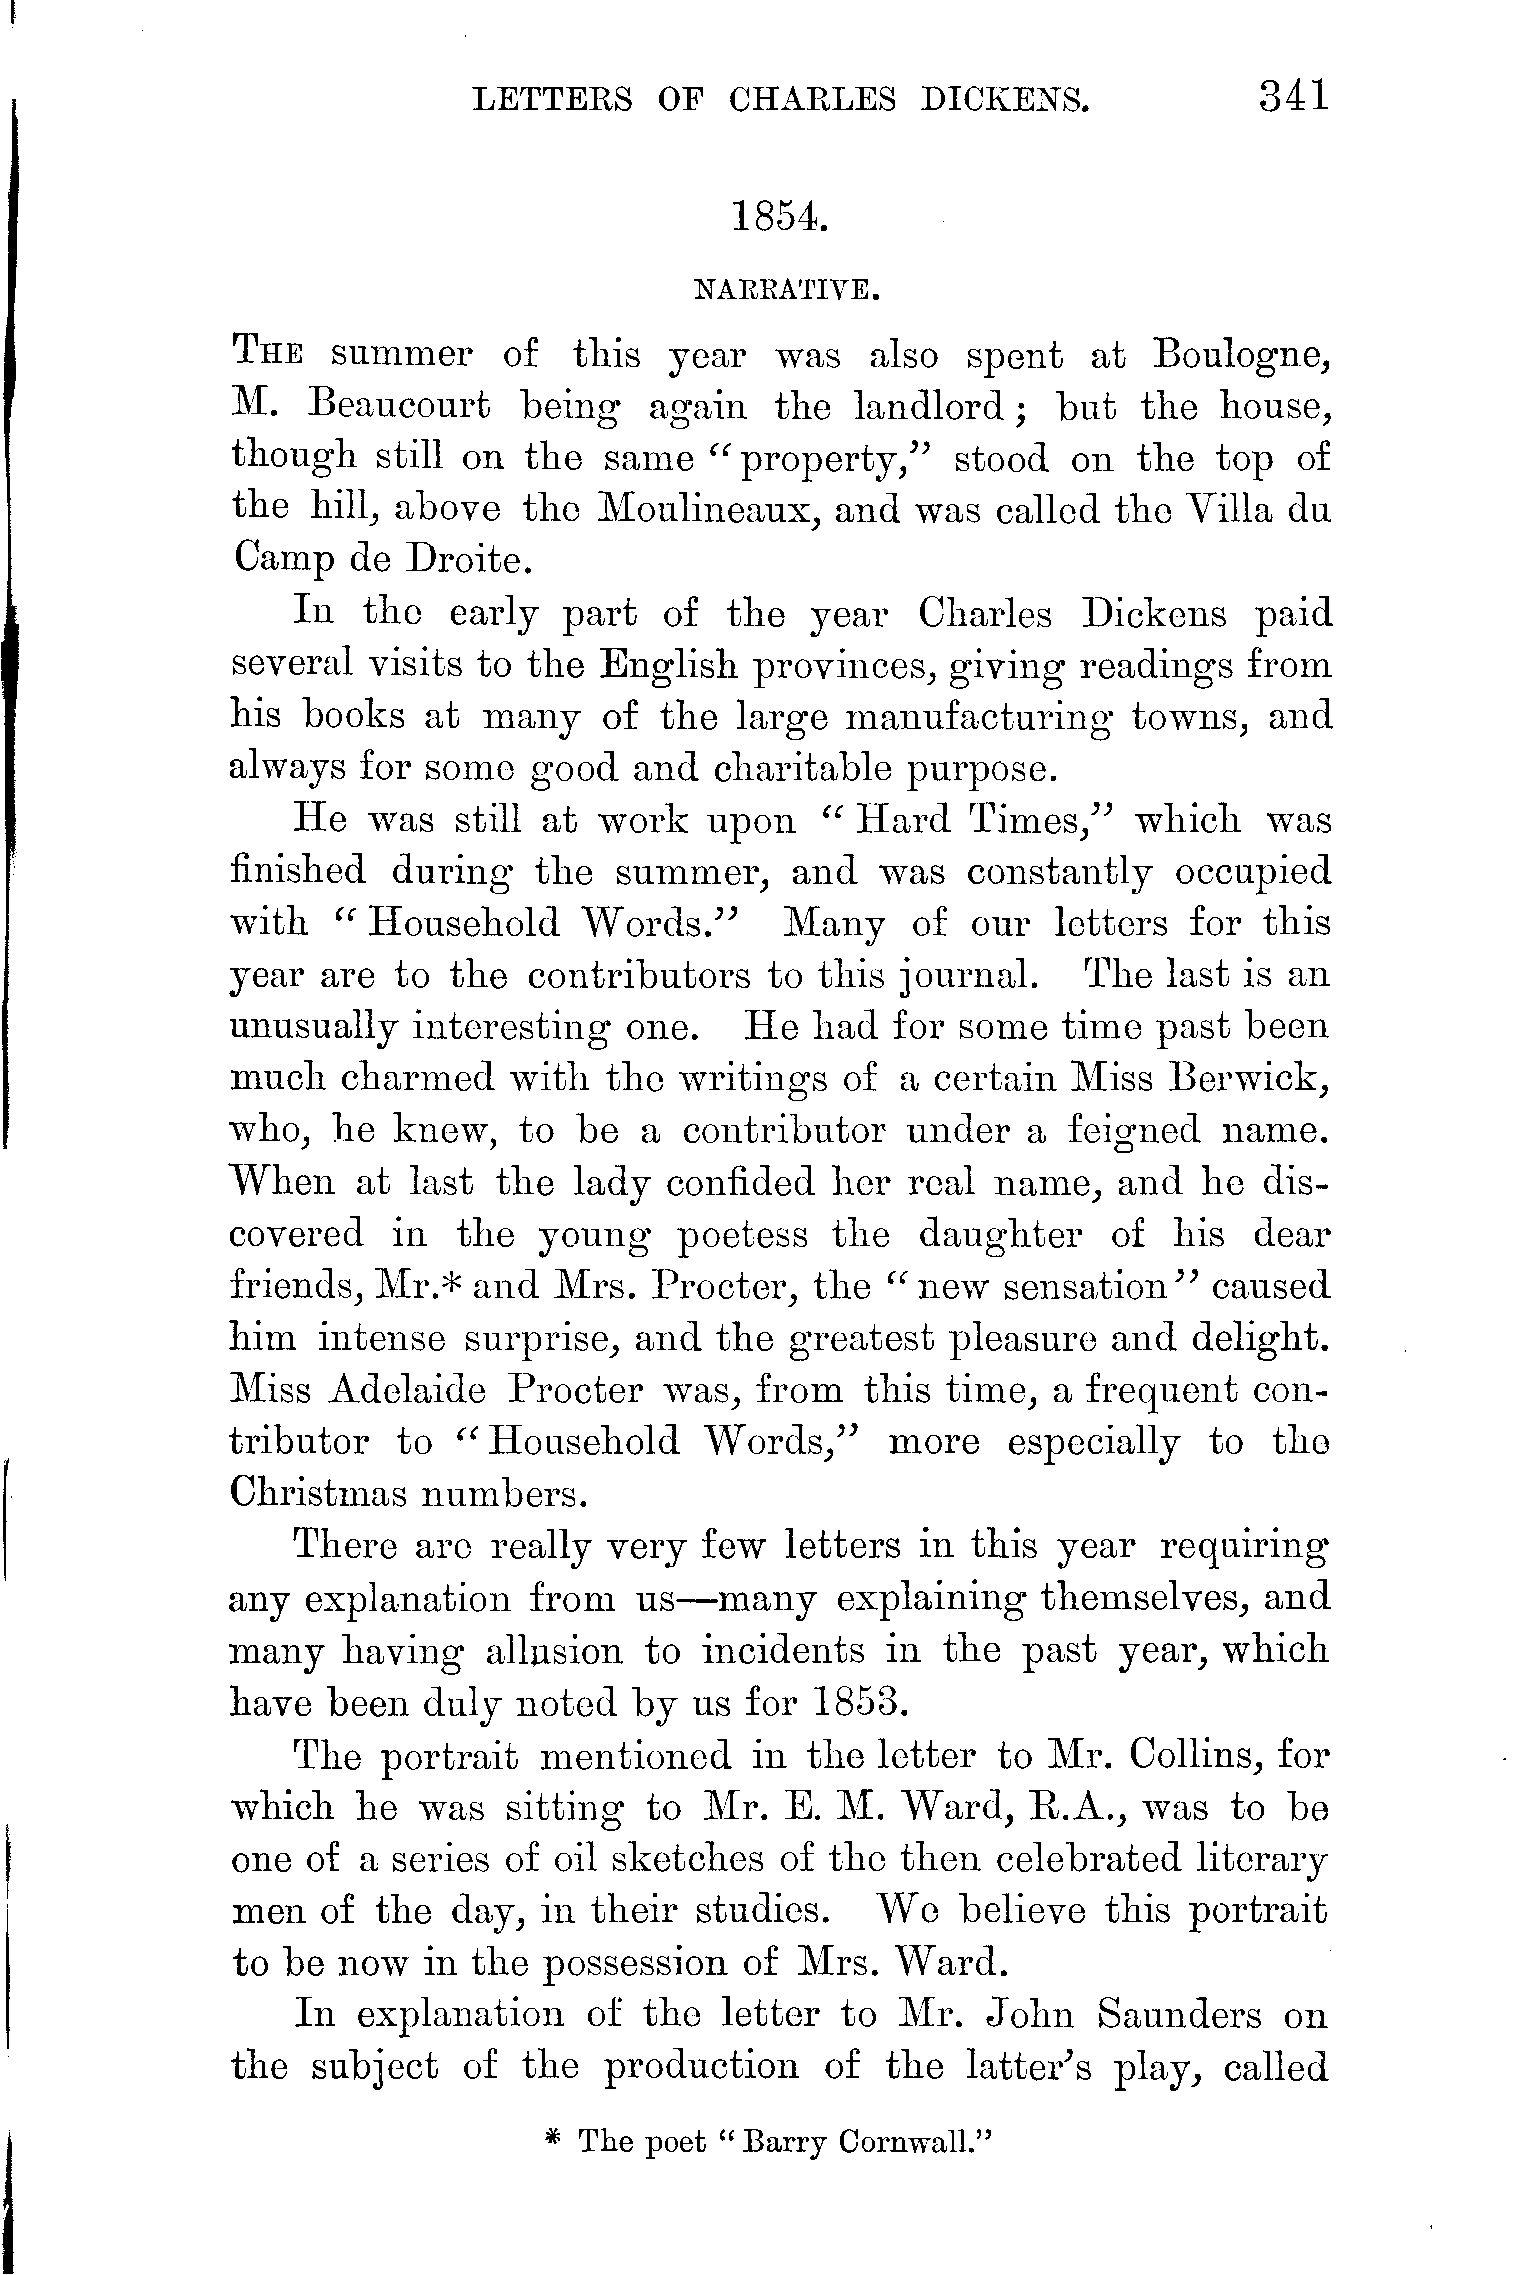 LETTERS OF CHARLES DICKENS. 341
1854.
NARRATIVE.
THE summer of this year was also spent at Boulogne,
M. Beaucourt being again the landlord; but the house,
though still on the same "property," stood on the top of
the hill, above the Moulineaux, and was called the Villa du
Camp de Droite.
In the early part of the year Charles Dickens paid
several visits to the English provinces, giving readings from
his books at many of the large manufacturing towns, and
always for some good and charitable purpose.
He was still at work upon "Hard Times," which was
finished during the summer, and was constantly occupied
with "Household Words." Many of our letters for this
year are to the contributors to this journal. The last is an
unusually interesting one. He had for some time past been
much charmed with the writings of a certain Miss Berwick,
who, he knew, to be a contributor under a feigned name.
When at last the lady confided her real name, and he dis-
covered in the young poetess the daughter of his dear
friends, Mr.* and Mrs. Procter, the "new sensation" caused
him intense surprise, and the greatest pleasure and delight.
Miss Adelaide Procter was, from this time, a frequent con-
tributor to "Household Words," more especially to the
Christmas numbers.
There are really very few letters in this year requiring
any explanation from us—many explaining themselves, and
many having allusion to incidents in the past year, which
have been duly noted by us for 1853.
The portrait mentioned in the letter to Mr. Collins, for
which he was sitting to Mr. E. M. Ward, R.A., was to be
one of a series of oil sketches of the then celebrated literary
men of the day, in their studies. We believe this portrait
to be now in the possession of Mrs. Ward.
In explanation of the letter to Mr. John Saunders on
the subject of the production of the latter's play, called
* The poet "Barry Cornwall."